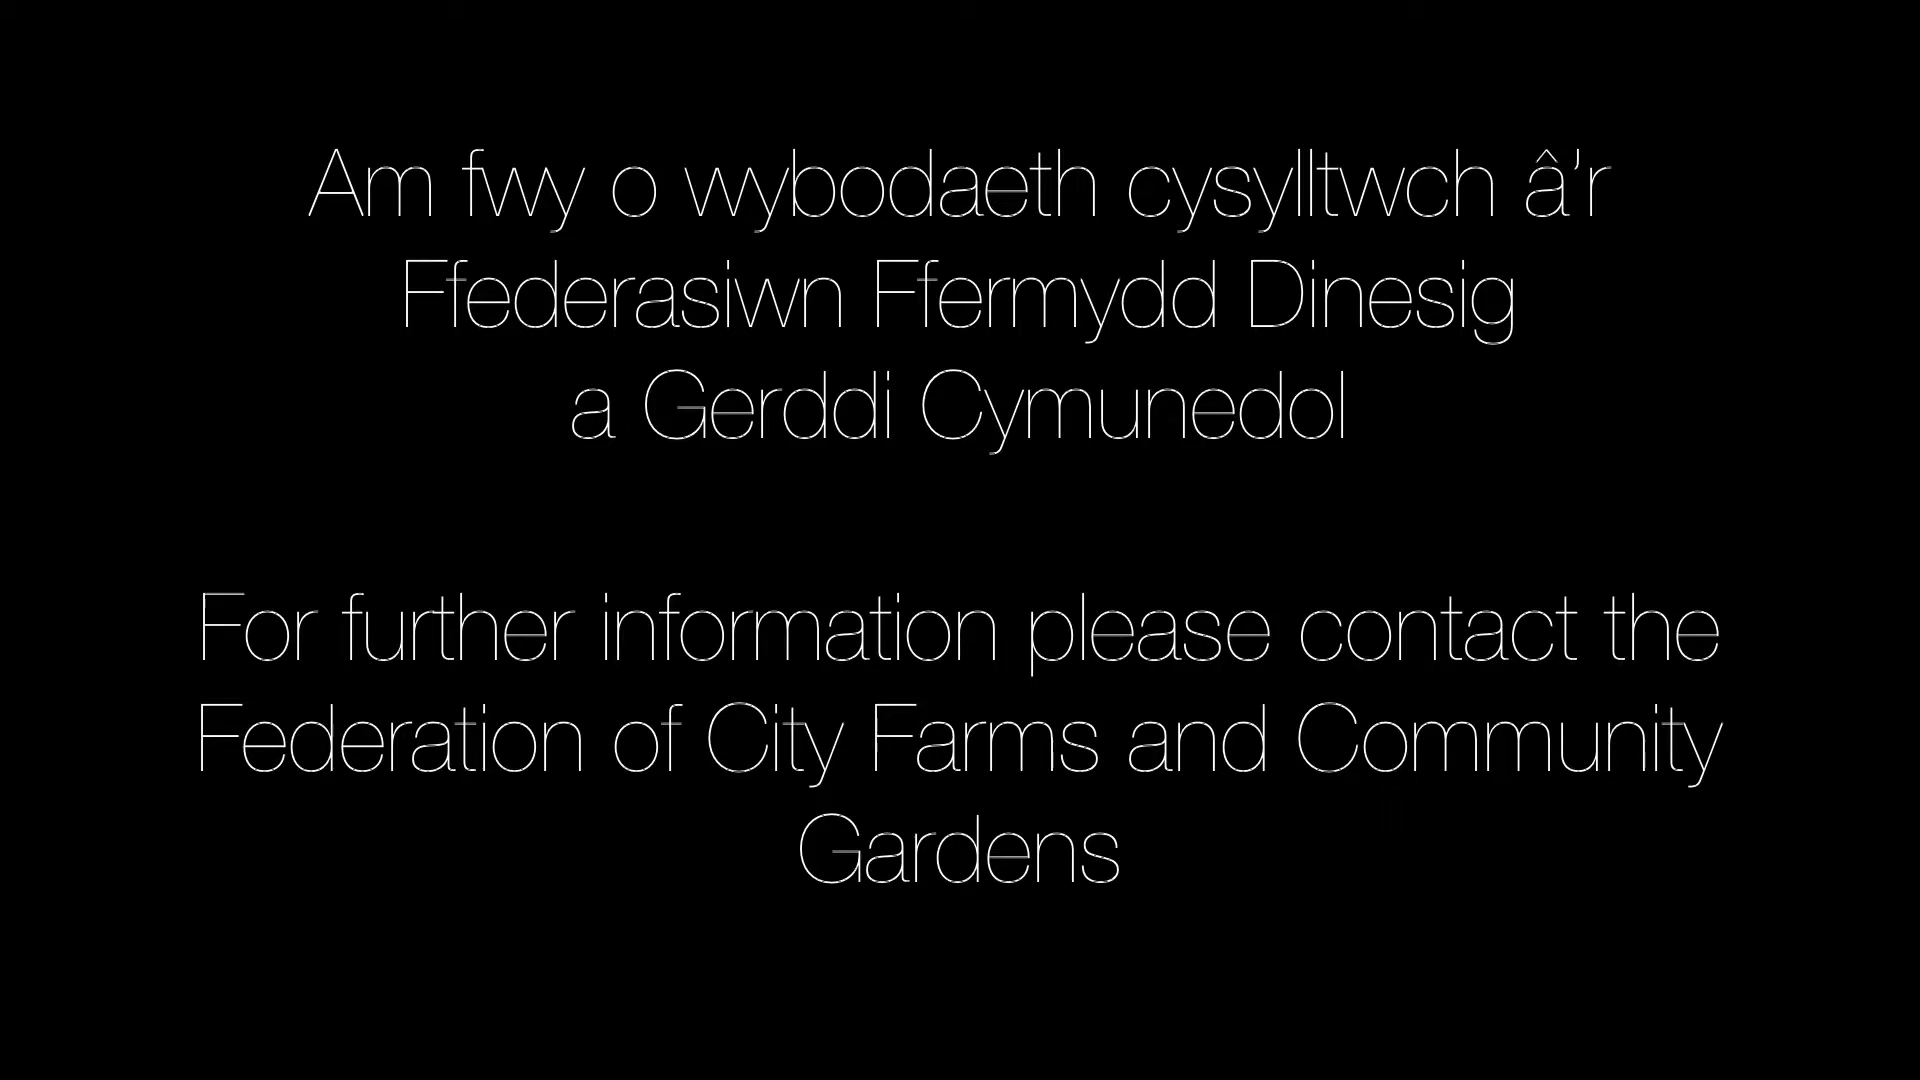 Am fwy o wybodaeth cysylltwch â’r
Ffederasiwn Ffermydd Dinesig
a Gerddi Cymunedol
For further information please contact the
Federation of City Farms and Community
Gardens